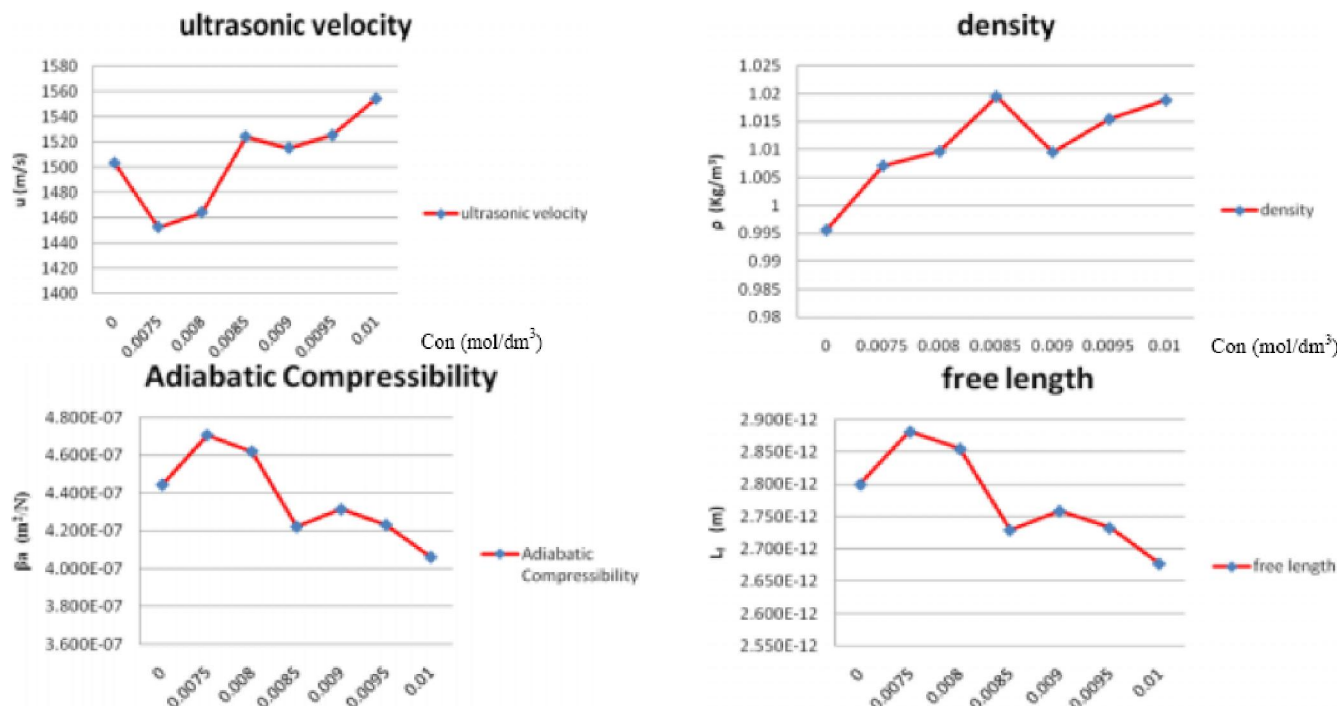 ultrasonic velocity
1580
1560
1540
1520
1500
1480
1460
1440
1420
1400
u (m/s)
ultrasonic velocity
0 0.0075 0.008 0.0085 0.009 0.0095 0.01
Con (mol/dm³)
density
1.025
1.02
1.015
1.01
1.005
1
0.995
0.99
0.985
0.98
ρ (Kg/m³)
density
0 0.0075 0.008 0.0085 0.009 0.0095 0.01
Con (mol/dm³)
Adiabatic Compressibility
4.800E-07
4.600E-07
4.400E-07
4.200E-07
4.000E-07
3.800E-07
3.600E-07
βa (m²/N)
Adiabatic
Compressibility
0 0.0075 0.008 0.0085 0.009 0.0095 0.01
free length
2.900E-12
2.850E-12
2.800E-12
2.750E-12
2.700E-12
2.650E-12
2.600E-12
2.550E-12
(m)
free length
0 0.0075 0.008 0.0085 0.009 0.0095 0.01